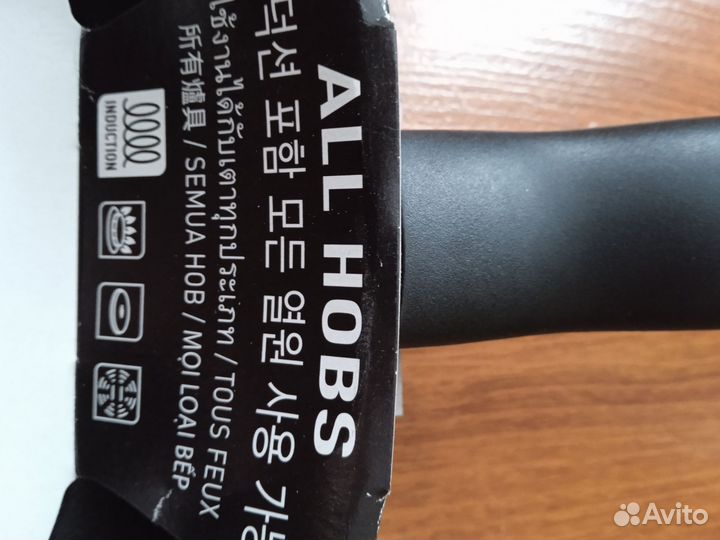 ALL HOBS
덕션 포함 모든 열원 사용 가능
ใช้งานได้กับเตาทุกประเภท / TOUS FEUX
所有爐具 / SEMUA HOB / MỌI LOẠI BẾP
INDUCTION
Avito